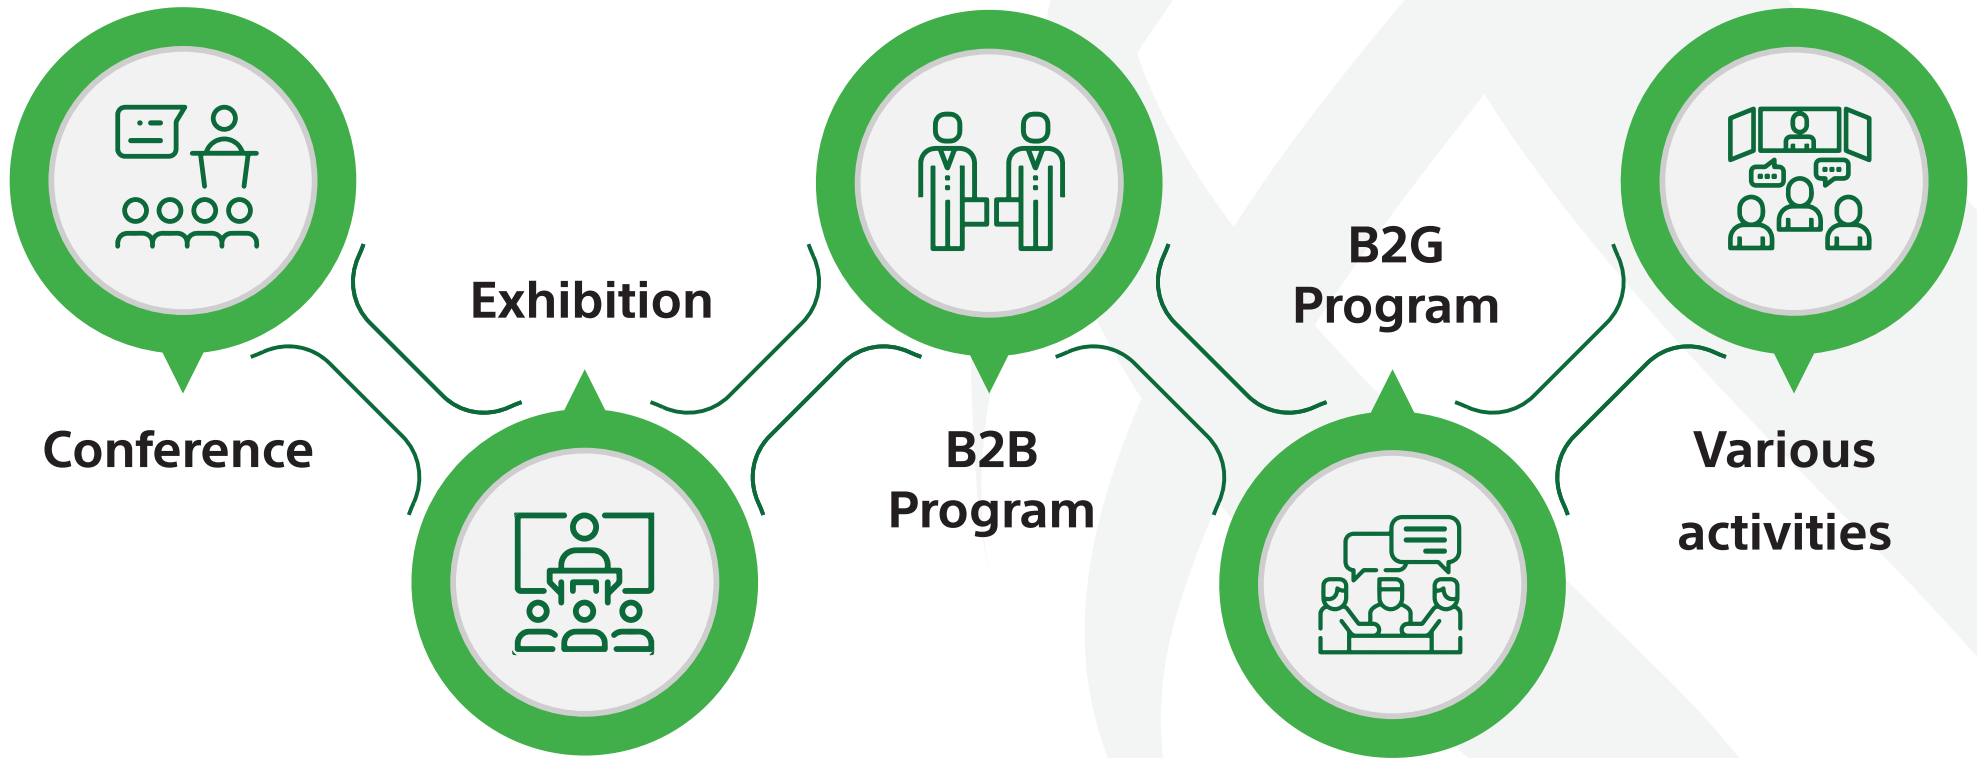 Conference
Exhibition
B2B
Program
B2G
Program
Various
activities